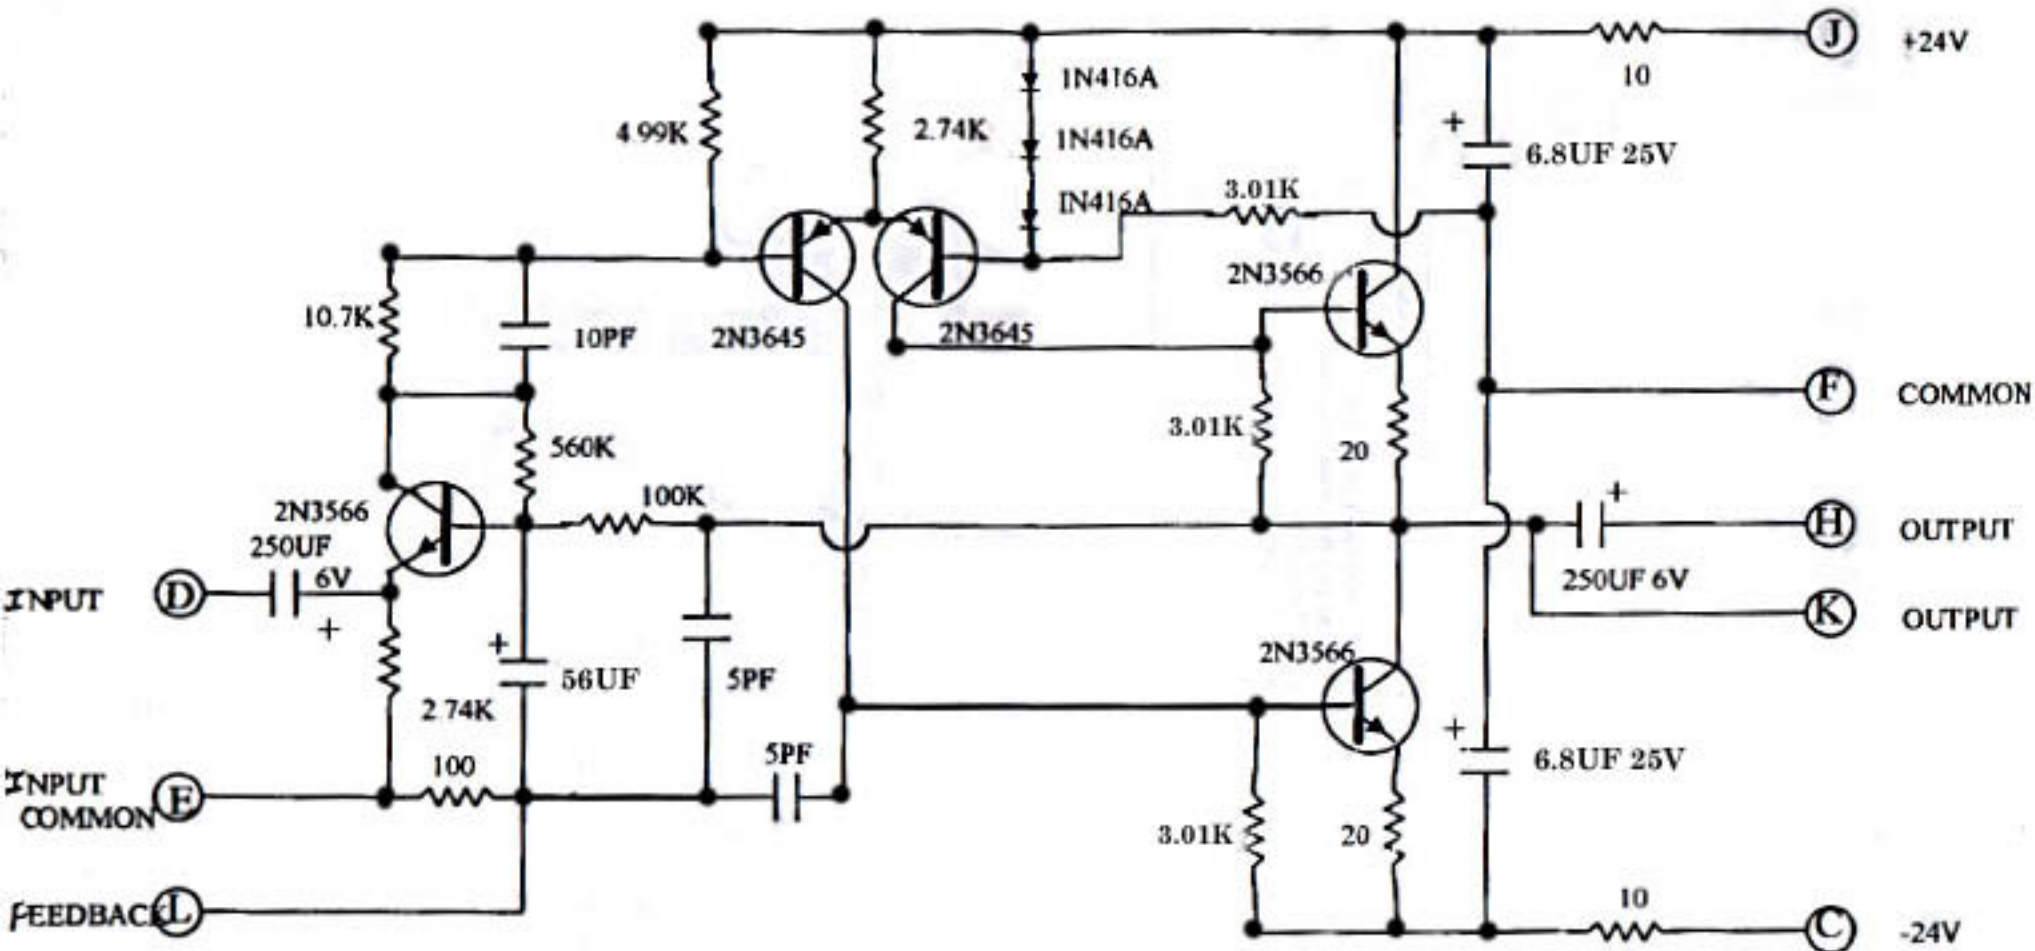 J +24V
10
1N416A
4.99K
2.74K
1N416A
+
6.8UF 25V
3.01K
IN416A
2N3566
10.7K
10PF
2N3645
2N3645
F COMMON
3.01K
20
560K
100K
2N3566
+
H OUTPUT
250UF
6V
250UF 6V
INPUT D
K OUTPUT
+
+
2N3566
56UF
5PF
2 74K
+
5PF
6.8UF 25V
100
INPUT
COMMON E
3.01K
20
10
FEEDBACK L
C -24V